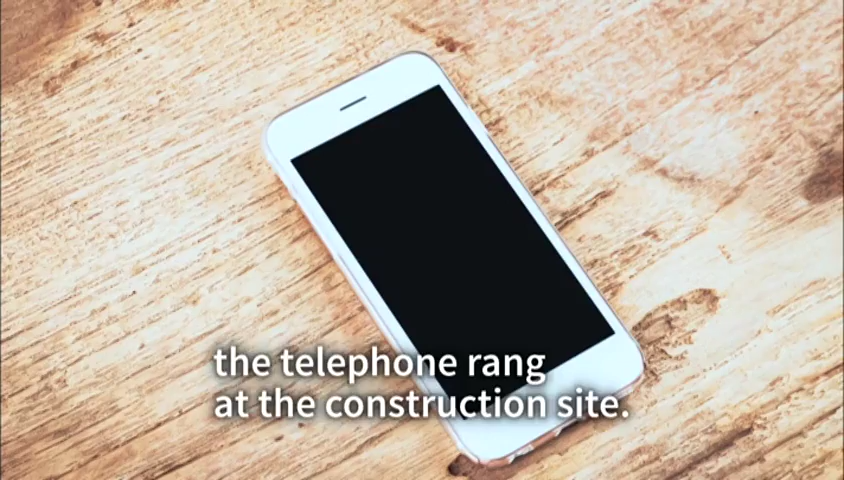 the telephone rang
at the construction site.